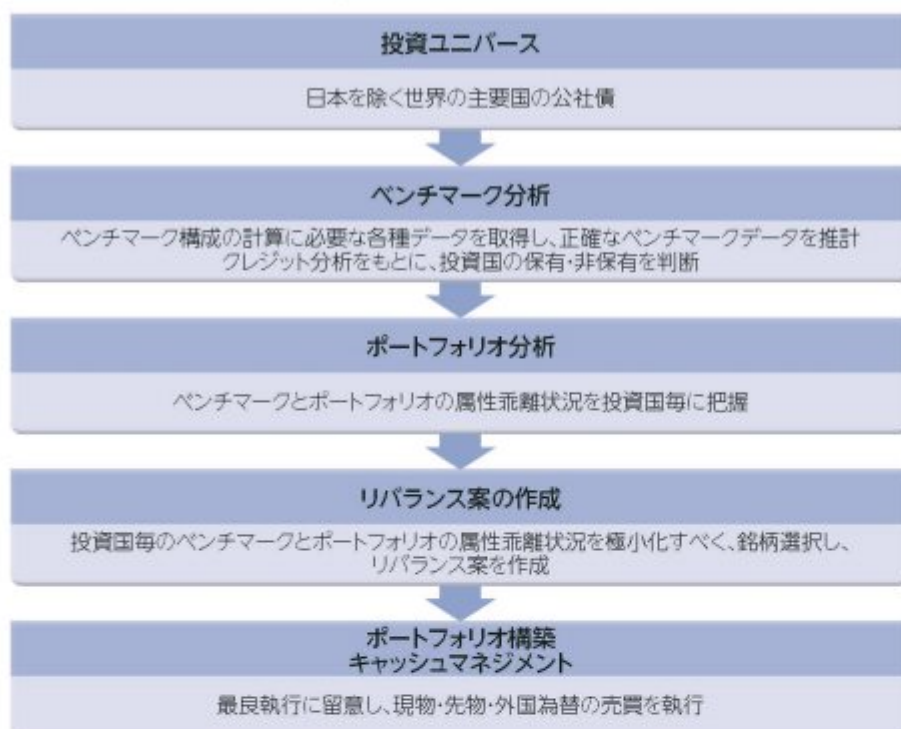 投資ユニバース
日本を除く世界の主要国の公社債
ベンチマーク分析
ベンチマーク構成の計算に必要な各種データを取得し、正確なベンチマークデータを推計
クレジット分析をもとに、投資国の保有・非保有を判断
ポートフォリオ分析
ベンチマークとポートフォリオの属性乖離状況を投資国毎に把握
リバランス案の作成
投資国毎のベンチマークとポートフォリオの属性乖離状況を極小化すべく、銘柄選択し、
リバランス案を作成
ポートフォリオ構築
キャッシュマネジメント
最良執行に留意し、現物・先物・外国為替の売買を執行